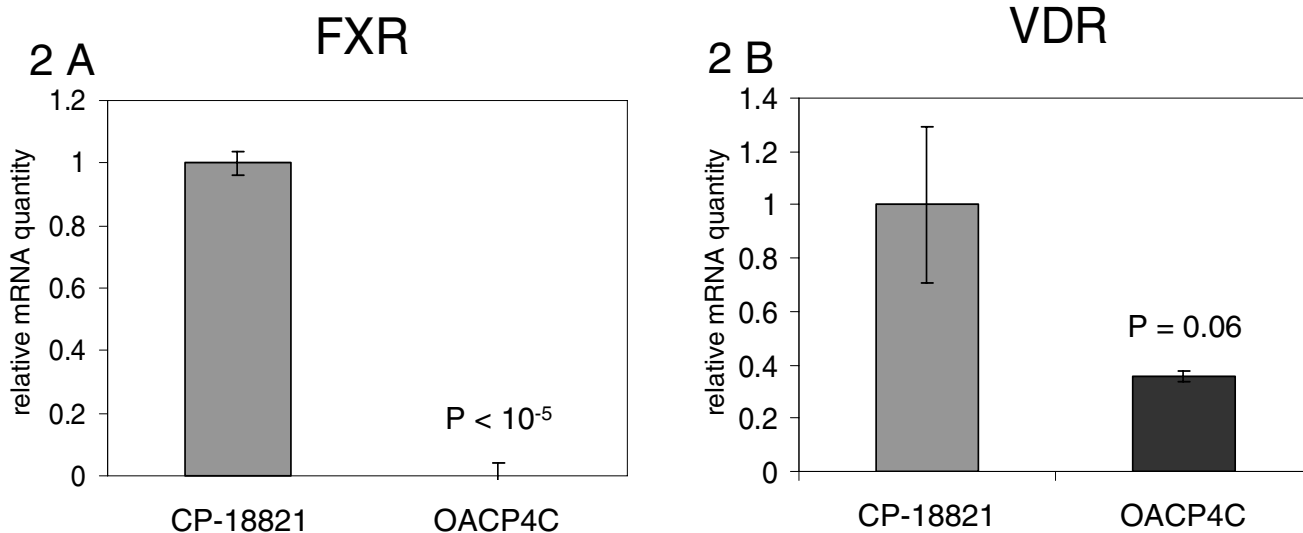 2 A
FXR
relative mRNA quantity
1.2
1
0.8
0.6
0.4
0.2
0
P < 10-5
CP-18821
OACP4C
2 B
VDR
relative mRNA quantity
1.4
1.2
1
0.8
0.6
0.4
0.2
0
P = 0.06
CP-18821
OACP4C